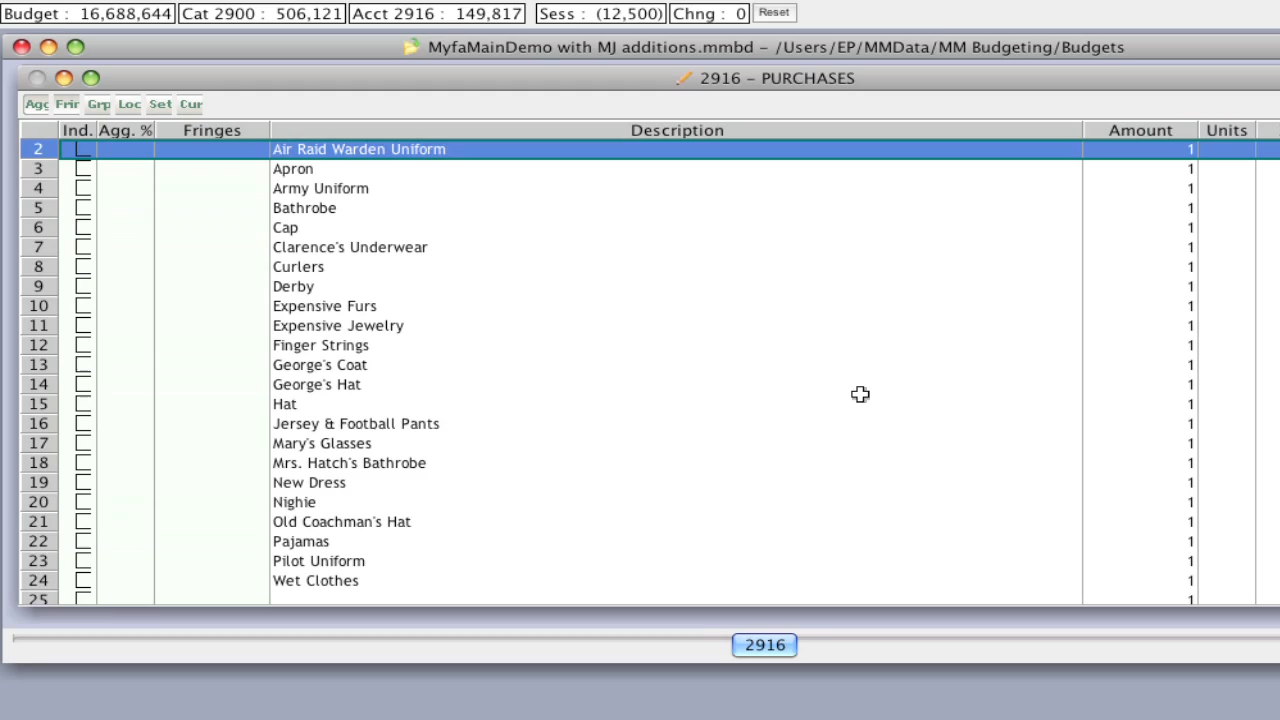 Budget : 16,688,644 Cat 2900 : 506,121 Acct 2916 : 149,817 Sess : (12,500) Chng : 0 Reset
MyfaMainDemo with MJ additions.mmbd – /Users/EP/MMData/MM Budgeting/Budgets
2916 – PURCHASES
Agg Frir Grp Loc Set Cur
Ind. Agg. % Fringes Description Amount Units
2 Air Raid Warden Uniform 1
3 Apron 1
4 Army Uniform 1
5 Bathrobe 1
6 Cap 1
7 Clarence's Underwear 1
8 Curlers 1
9 Derby 1
10 Expensive Furs 1
11 Expensive Jewelry 1
12 Finger Strings 1
13 George's Coat 1
14 George's Hat 1
15 Hat 1
16 Jersey & Football Pants 1
17 Mary's Glasses 1
18 Mrs. Hatch's Bathrobe 1
19 New Dress 1
20 Nighie 1
21 Old Coachman's Hat 1
22 Pajamas 1
23 Pilot Uniform 1
24 Wet Clothes 1
25 1
2916